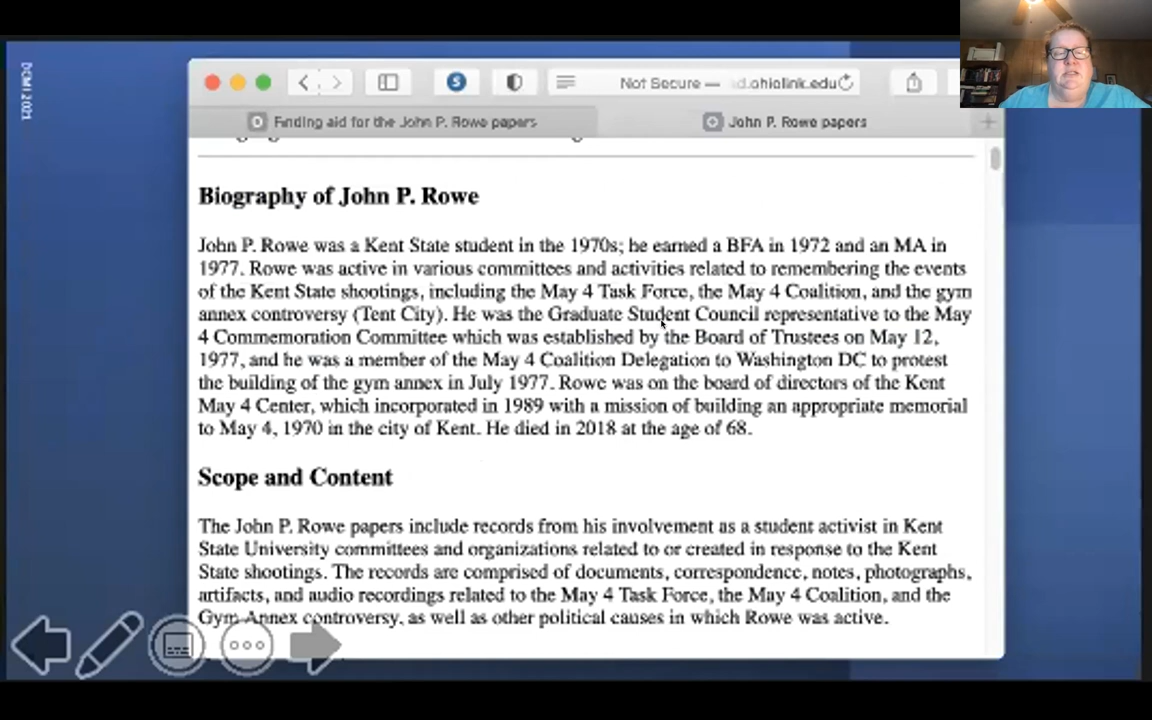 DCMI 2021
Not Secure — d.ohiolink.edu
Finding aid for the John P. Rowe papers
John P. Rowe papers
Biography of John P. Rowe
John P. Rowe was a Kent State student in the 1970s; he earned a BFA in 1972 and an MA in
1977. Rowe was active in various committees and activities related to remembering the events
of the Kent State shootings, including the May 4 Task Force, the May 4 Coalition, and the gym
annex controversy (Tent City). He was the Graduate Student Council representative to the May
4 Commemoration Committee which was established by the Board of Trustees on May 12,
1977, and he was a member of the May 4 Coalition Delegation to Washington DC to protest
the building of the gym annex in July 1977. Rowe was on the board of directors of the Kent
May 4 Center, which incorporated in 1989 with a mission of building an appropriate memorial
to May 4, 1970 in the city of Kent. He died in 2018 at the age of 68.
Scope and Content
The John P. Rowe papers include records from his involvement as a student activist in Kent
State University committees and organizations related to or created in response to the Kent
State shootings. The records are comprised of documents, correspondence, notes, photographs,
artifacts, and audio recordings related to the May 4 Task Force, the May 4 Coalition, and the
Gym Annex controversy, as well as other political causes in which Rowe was active.